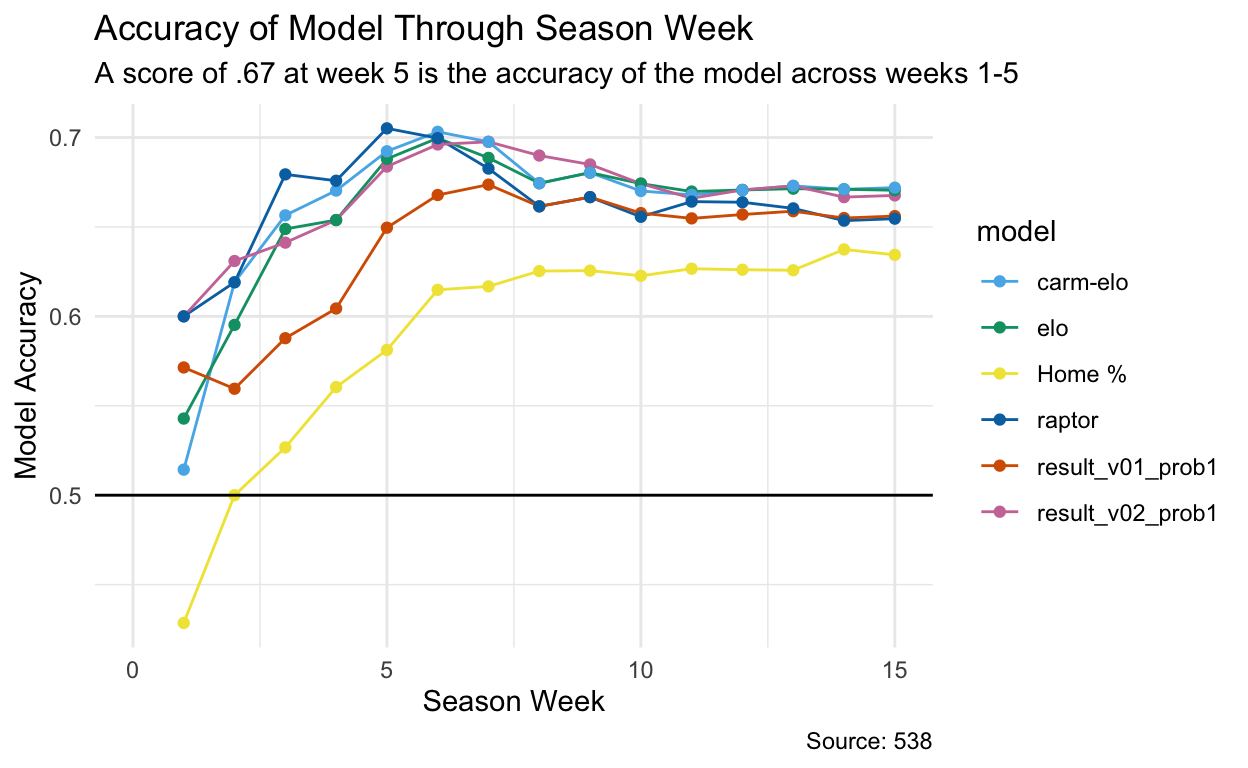 Accuracy of Model Through Season Week
A score of .67 at week 5 is the accuracy of the model across weeks 1-5
Model Accuracy
0.7
0.6
0.5
0
5
10
15
Season Week
model
carm-elo
elo
Home %
raptor
result_v01_prob1
result_v02_prob1
Source: 538